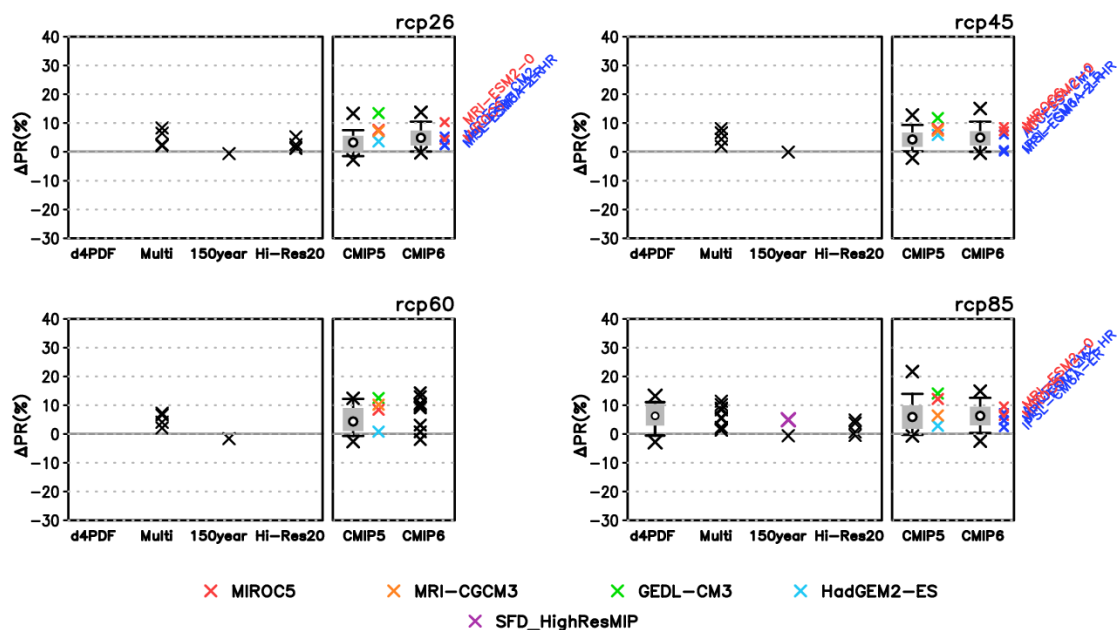 rcp26
rcp45
ΔPR(%)
40
30
20
10
0
−10
−20
−30
d4PDF Multi 150year Hi−Res20 CMIP5 CMIP6
MRI−ESM2−0
ΔPR(%)
40
30
20
10
0
−10
−20
−30
d4PDF Multi 150year Hi−Res20 CMIP5 CMIP6
rcp60
rcp85
ΔPR(%)
40
30
20
10
0
−10
−20
−30
d4PDF Multi 150year Hi−Res20 CMIP5 CMIP6
ΔPR(%)
40
30
20
10
0
−10
−20
−30
d4PDF Multi 150year Hi−Res20 CMIP5 CMIP6
MRI−ESM2−0
MIROC5 MRI−CGCM3 GEDL−CM3 HadGEM2−ES
SFD_HighResMIP